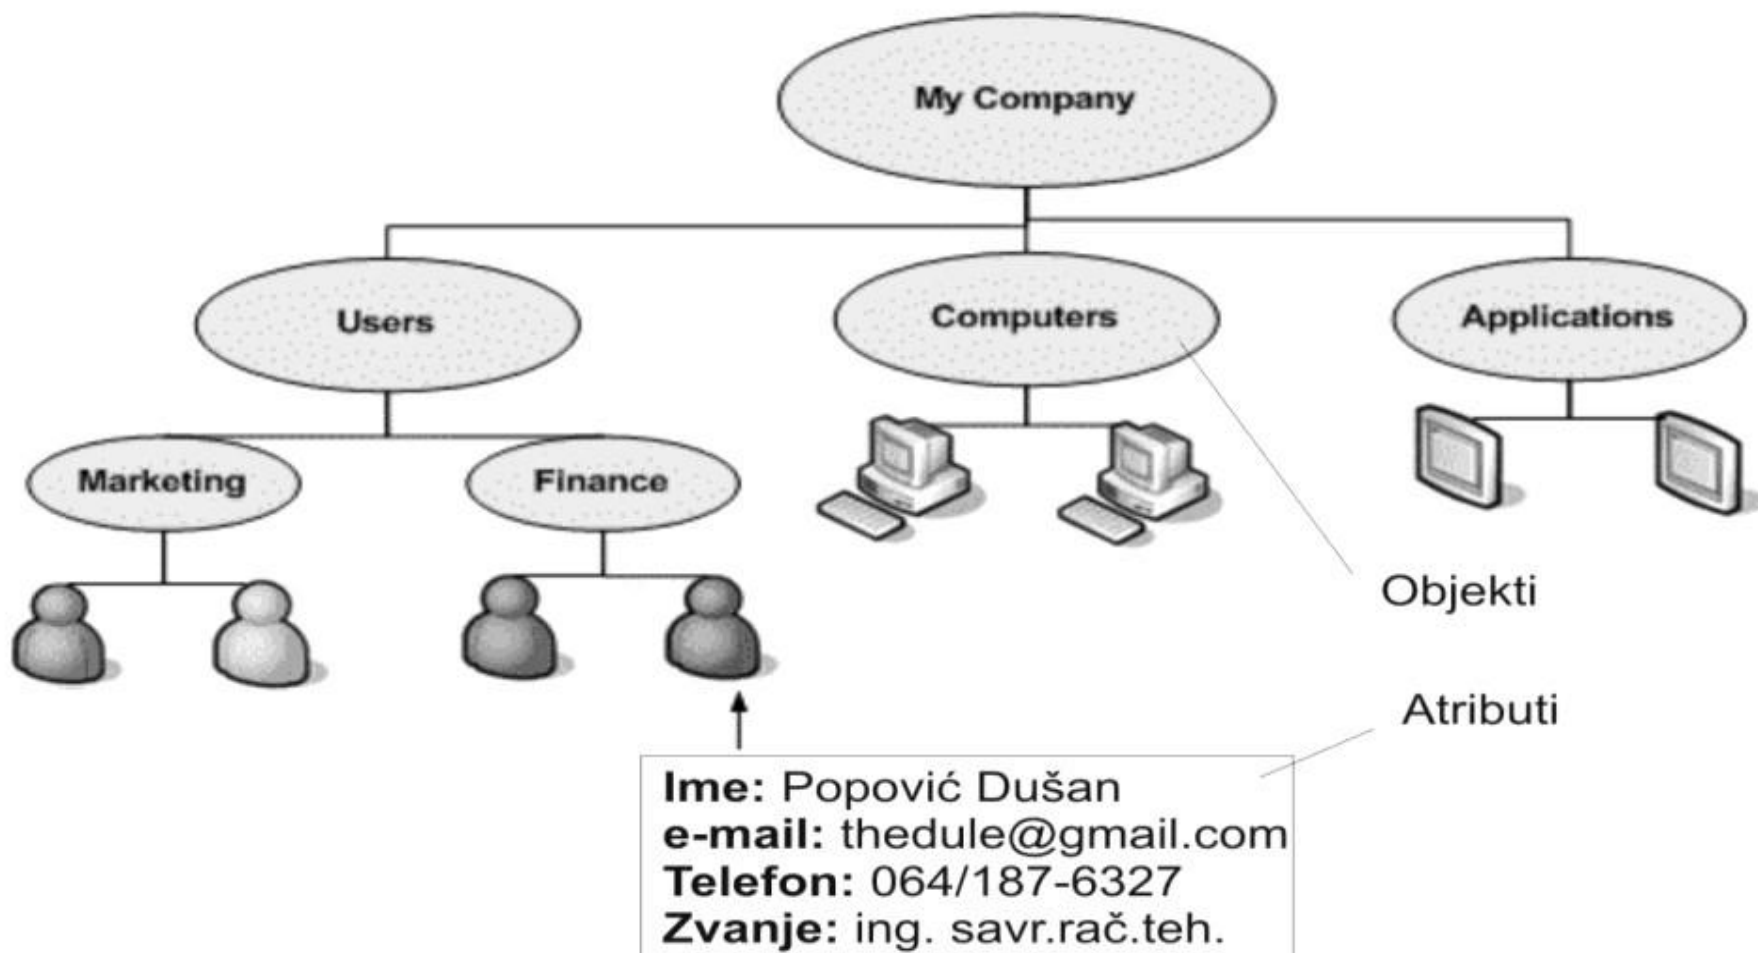 My Company
Users
Computers
Applications
Marketing
Finance
Objekti
Atributi
Ime: Popović Dušan
e-mail: thedule@gmail.com
Telefon: 064/187-6327
Zvanje: ing. savr.rač.teh.